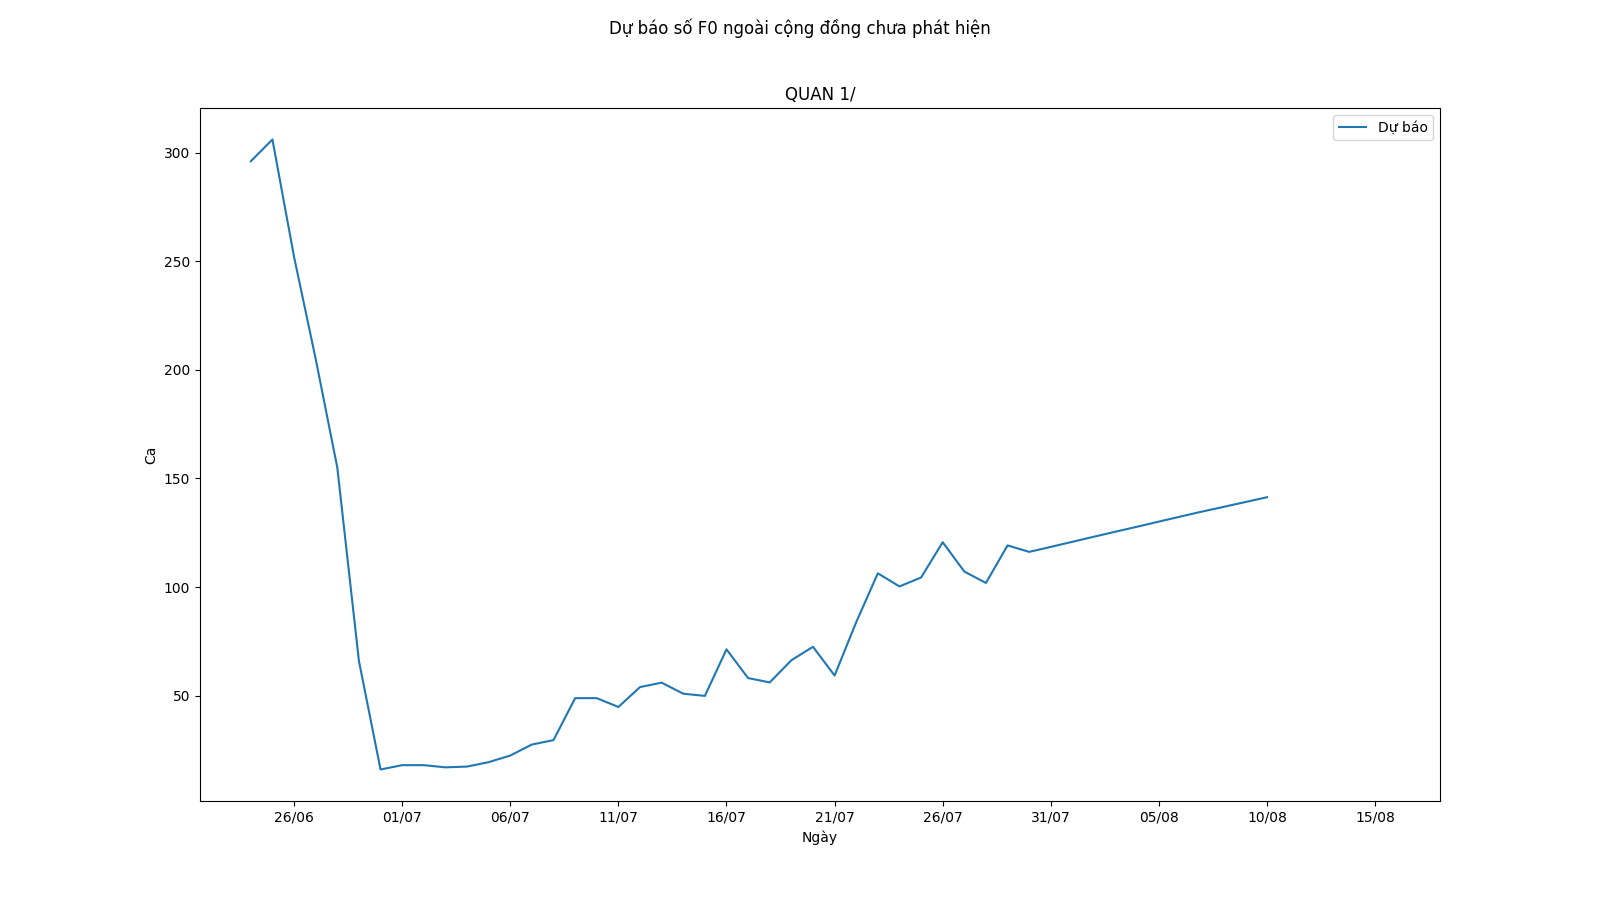 Dự báo số F0 ngoài cộng đồng chưa phát hiện
QUAN 1/
Dự báo
300
250
200
150
100
50
Ca
26/06 01/07 06/07 11/07 16/07 21/07 26/07 31/07 05/08 10/08 15/08
Ngày